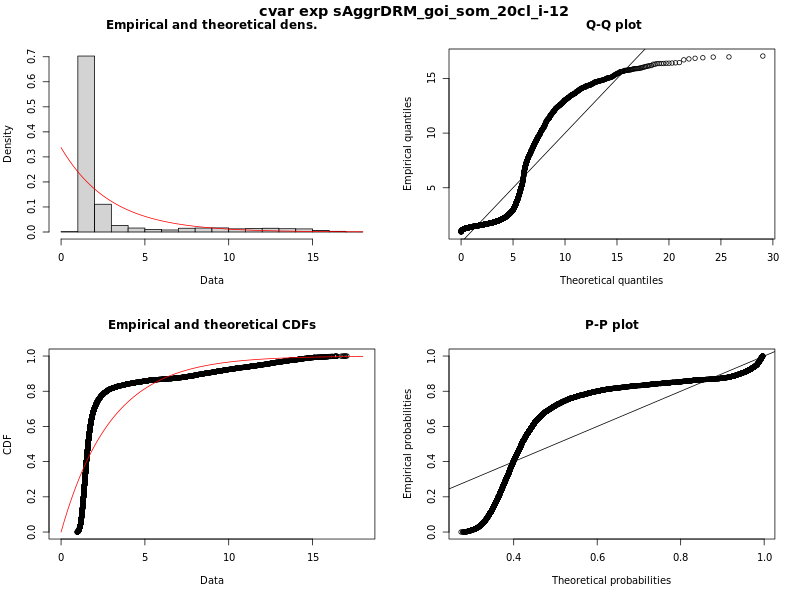 cvar exp sAggrDRM_goi_som_20cl_i-12
Empirical and theoretical dens.
Density
0.0 0.1 0.2 0.3 0.4 0.5 0.6 0.7
0 5 10 15
Data
Q-Q plot
Empirical quantiles
5 10 15
0 5 10 15 20 25 30
Theoretical quantiles
Empirical and theoretical CDFs
CDF
0.0 0.2 0.4 0.6 0.8 1.0
0 5 10 15
Data
P-P plot
Empirical probabilities
0.0 0.2 0.4 0.6 0.8 1.0
0.4 0.6 0.8 1.0
Theoretical probabilities